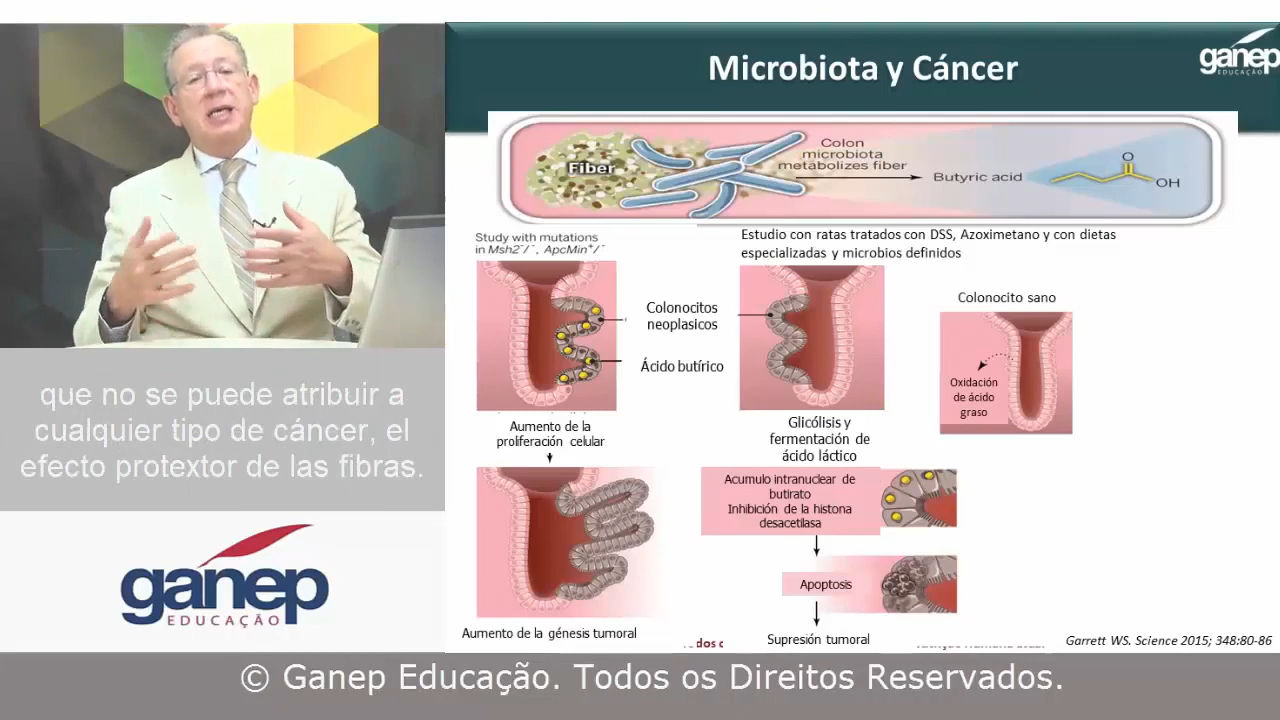 Microbiota y Cáncer
ganep
EDUCAÇÃO
Fiber
Colon
microbiota
metabolizes fiber
Butyric acid
O
OH
Study with mutations
in Msh2-/-, ApcMin+/-
Estudio con ratas tratados con DSS, Azoximetano y con dietas
especializadas y microbios definidos
Colonocitos
neoplasicos
Ácido butírico
Colonocito sano
Oxidación
de ácido
graso
Aumento de la
proliferación celular
Glicólisis y
fermentación de
ácido láctico
Acumulo intranuclear de
butirato
Inhibición de la histona
desacetilasa
Apoptosis
Aumento de la génesis tumoral
Supresión tumoral
Garrett WS. Science 2015; 348:80-86
que no se puede atribuir a
cualquier tipo de cáncer, el
efecto protextor de las fibras.
ganep
EDUCAÇÃO
© Ganep Educação. Todos os Direitos Reservados.